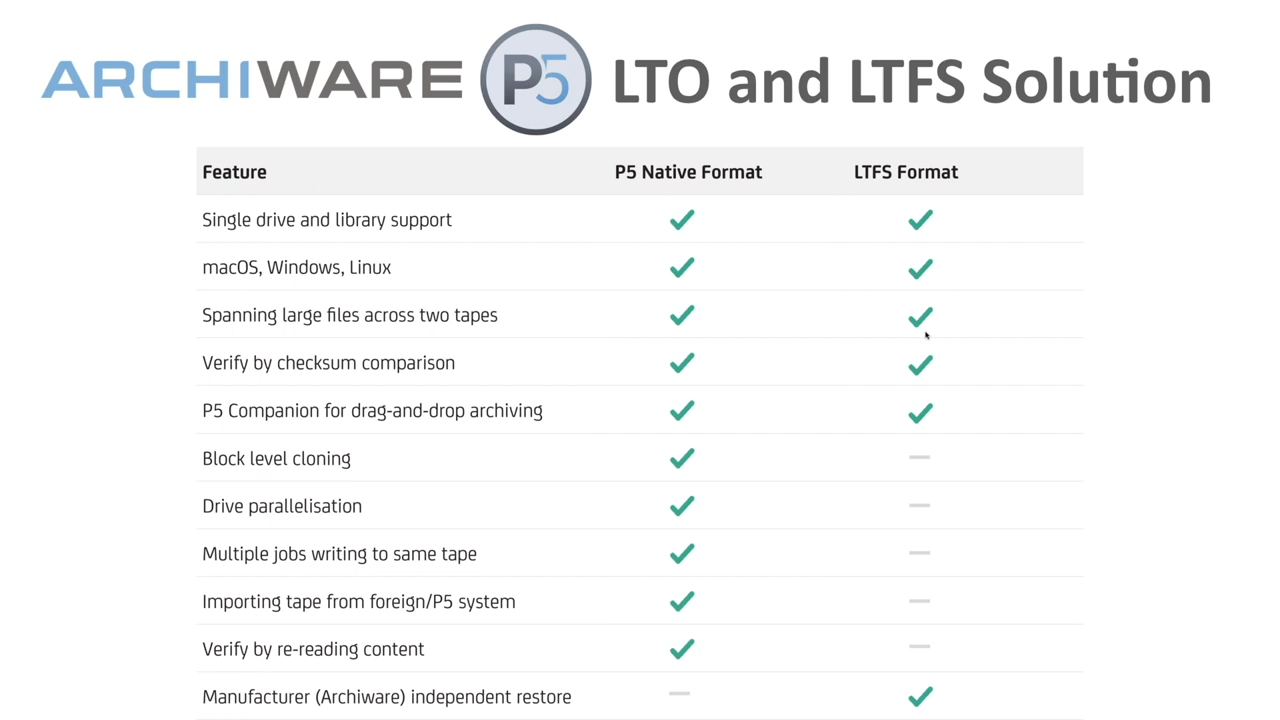 ARCHIWARE P5 LTO and LTFS Solution
Feature P5 Native Format LTFS Format
Single drive and library support
macOS, Windows, Linux
Spanning large files across two tapes
Verify by checksum comparison
P5 Companion for drag-and-drop archiving
Block level cloning
Drive parallelisation
Multiple jobs writing to same tape
Importing tape from foreign/P5 system
Verify by re-reading content
Manufacturer (Archiware) independent restore